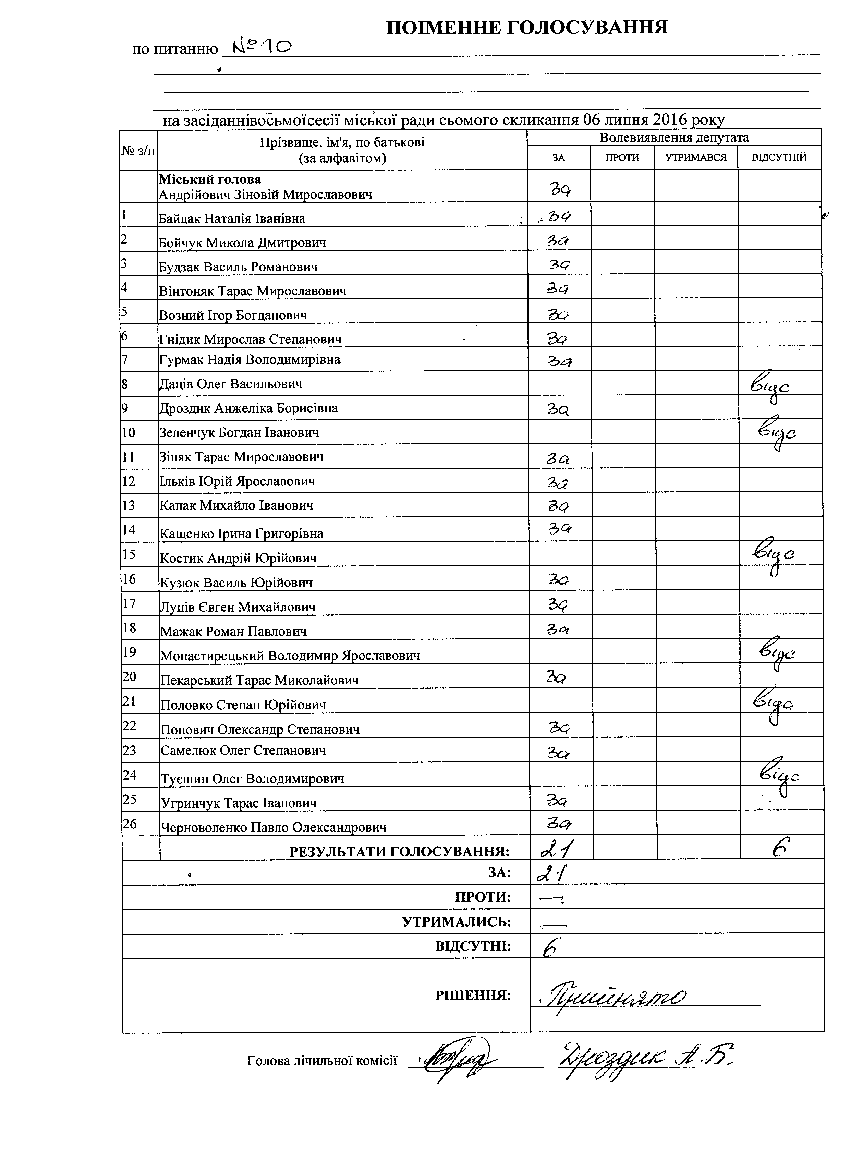 ПОІМЕННЕ ГОЛОСУВАННЯ
по питанню №10
на засіданнівосьмоїсесії міської ради сьомого скликання 06 липня 2016 року
№ з/п Прізвище, ім'я, по батькові (за алфавітом) Волевиявлення депутата
ЗА ПРОТИ УТРИМАВСЯ ВІДСУТНІЙ
Міський голова
Андрійович Зіновій Мирославович за
1 Байцак Наталія Іванівна за
2 Бойчук Микола Дмитрович за
3 Будзак Василь Романович за
4 Вінтоняк Тарас Мирославович за
5 Возний Ігор Богданович за
6 Гнідик Мирослав Степанович за
7 Гурмак Надія Володимирівна за
8 Даців Олег Васильович відс
9 Дроздик Анжеліка Борисівна за
10 Зеленчук Богдан Іванович відс
11 Зіняк Тарас Мирославович за
12 Ільків Юрій Ярославович за
13 Капак Михайло Іванович за
14 Кащенко Ірина Григорівна за
15 Костик Андрій Юрійович відс
16 Кузюк Василь Юрійович за
17 Луців Євген Михайлович за
18 Мажак Роман Павлович за
19 Монастирецький Володимир Ярославович відс
20 Пекарський Тарас Миколайович за
21 Половко Степан Юрійович відс
22 Попович Олександр Степанович за
23 Самелюк Олег Степанович за
24 Туєшин Олег Володимирович відс
25 Угринчук Тарас Іванович за
26 Черноволенко Павло Олександрович за
РЕЗУЛЬТАТИ ГОЛОСУВАННЯ: 21 6
ЗА: 21
ПРОТИ: —
УТРИМАЛИСЬ: —
ВІДСУТНІ: 6
РІШЕННЯ: Прийнято
Голова лічильної комісії Дроздик А.Б.